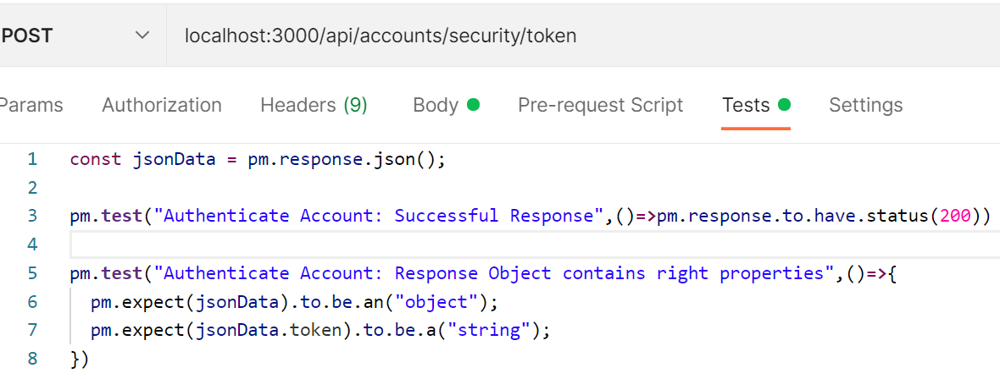 POST localhost:3000/api/accounts/security/token
Params Authorization Headers (9) Body Pre-request Script Tests Settings
1 const jsonData = pm.response.json();
2
3 pm.test("Authenticate Account: Successful Response",()=>pm.response.to.have.status(200))
4
5 pm.test("Authenticate Account: Response Object contains right properties",()=>{
6 pm.expect(jsonData).to.be.an("object");
7 pm.expect(jsonData.token).to.be.a("string");
8 })